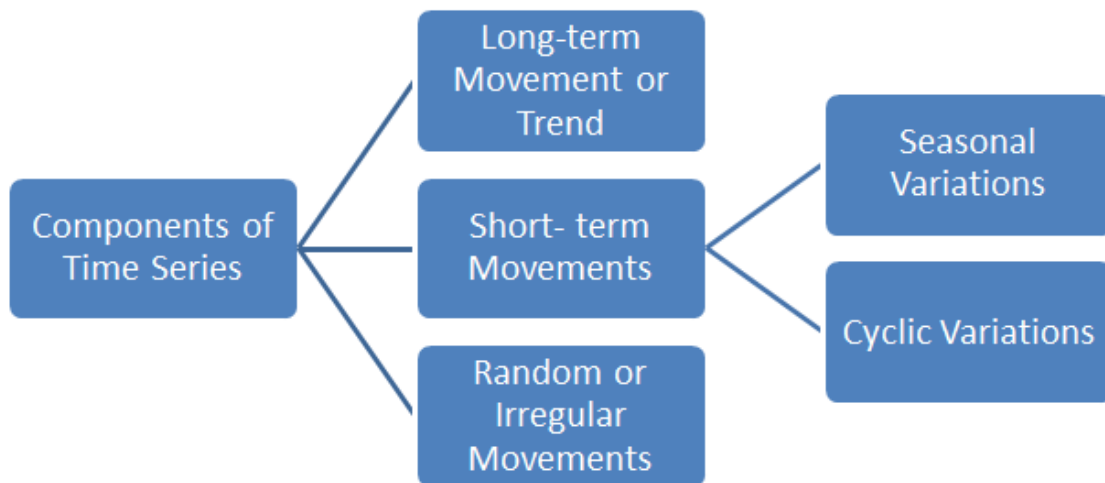 Components of
Time Series
Long-term
Movement or
Trend
Short- term
Movements
Random or
Irregular
Movements
Seasonal
Variations
Cyclic Variations